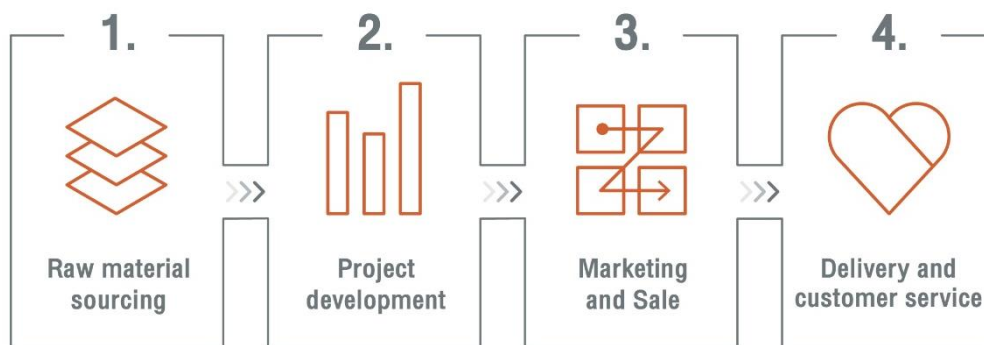 1.
Raw material
sourcing
2.
Project
development
3.
Marketing
and Sale
4.
Delivery and
customer service